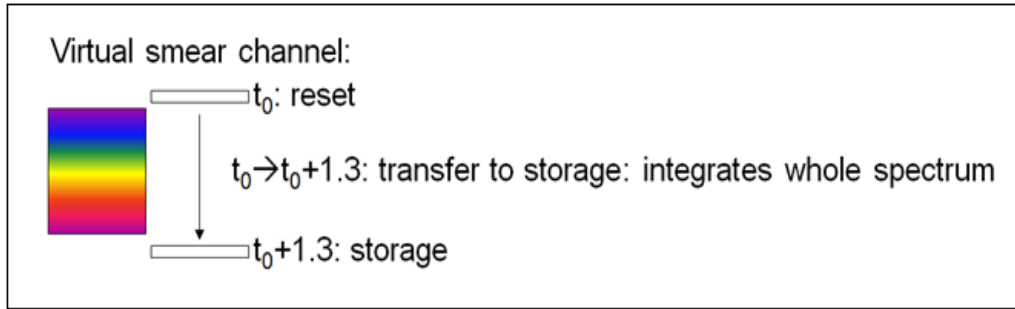 Virtual smear channel:
t₀: reset
t₀→t₀+1.3: transfer to storage: integrates whole spectrum
t₀+1.3: storage